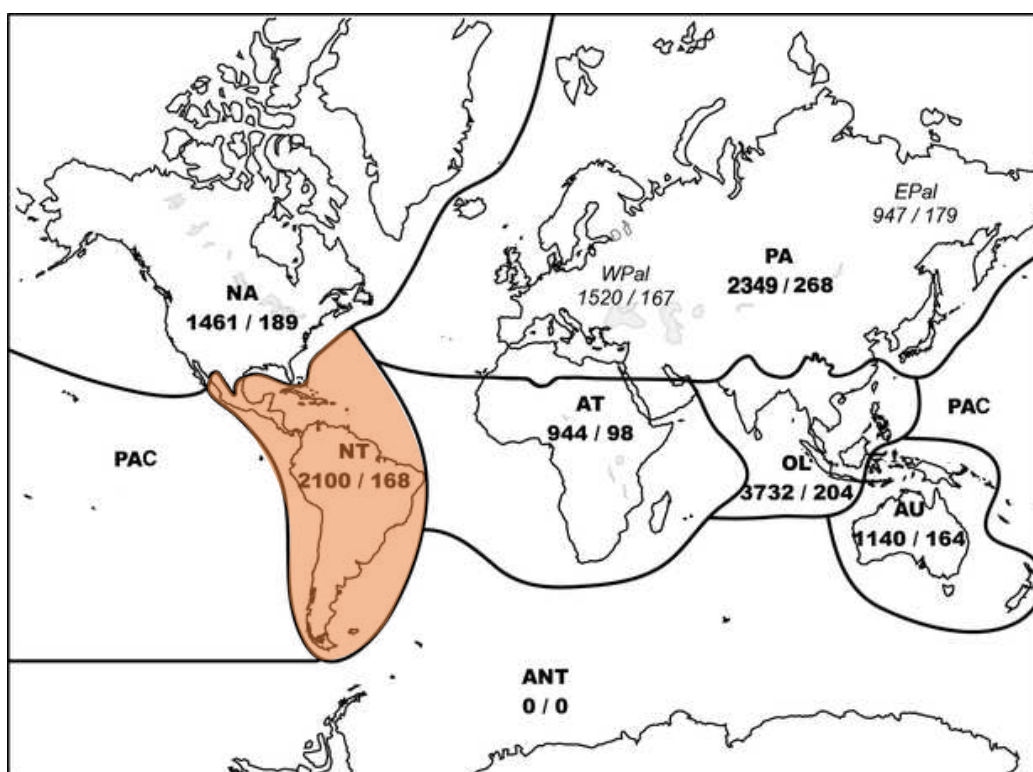 EPal
947 / 179
PA
2349 / 268
WPal
1520 / 167
NA
1461 / 189
AT
944 / 98
PAC
PAC
NT
2100 / 168
OL
3732 / 204
AU
1140 / 164
ANT
0 / 0